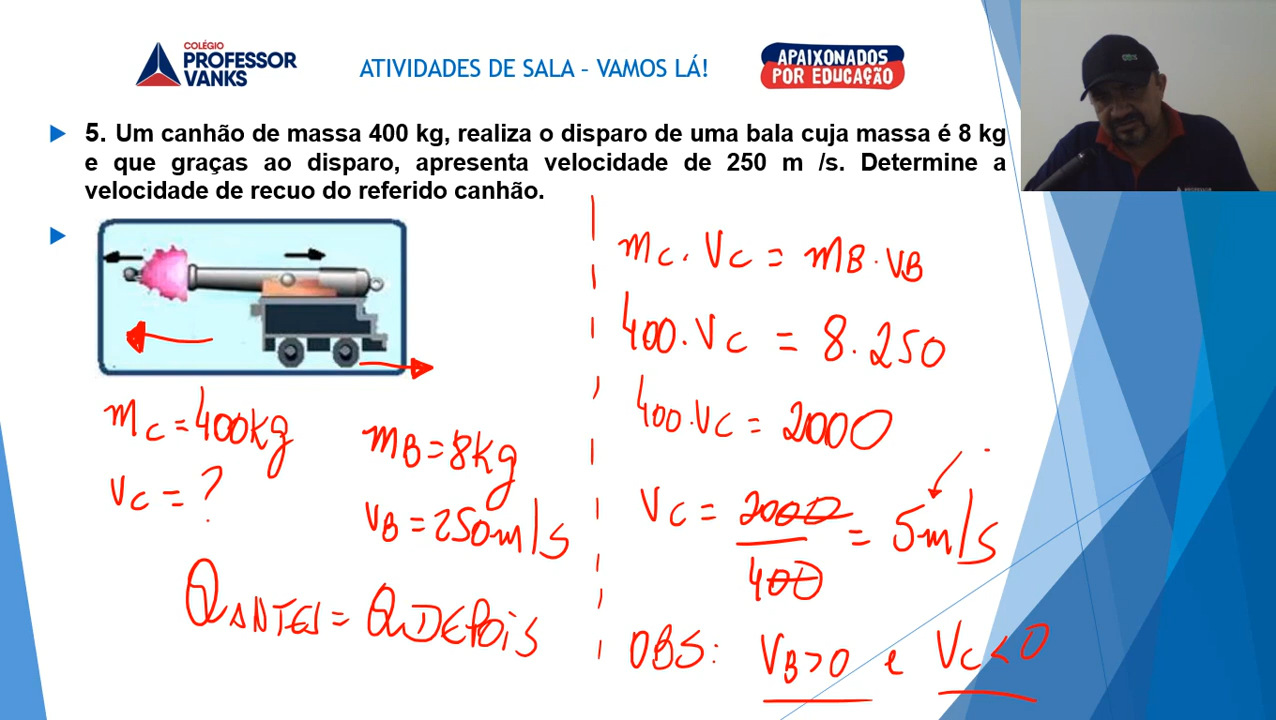 COLÉGIO
PROFESSOR
VANKS
ATIVIDADES DE SALA – VAMOS LÁ!
APAIXONADOS
POR EDUCAÇÃO
5. Um canhão de massa 400 kg, realiza o disparo de uma bala cuja massa é 8 kg
e que graças ao disparo, apresenta velocidade de 250 m /s. Determine a
velocidade de recuo do referido canhão.
mC = 400kg
vC = ?
mB = 8kg
VB = 250m/s
QANTES = QDEPOIS
mC . VC = mB . VB
400. VC = 8.250
400.VC = 2000
VC = 2000/400 = 5m/s
OBS: VB>0 e VC<0